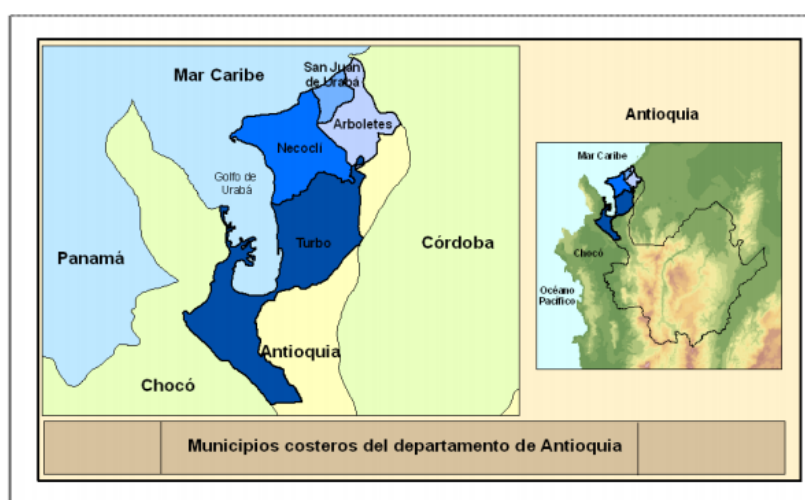 Mar Caribe
San Juan
de Urabá
Arboletes
Necoclí
Golfo de
Urabá
Turbo
Panamá
Córdoba
Antioquia
Chocó
Antioquia
Mar Caribe
Chocó
Océano
Pacífico
Municipios costeros del departamento de Antioquia